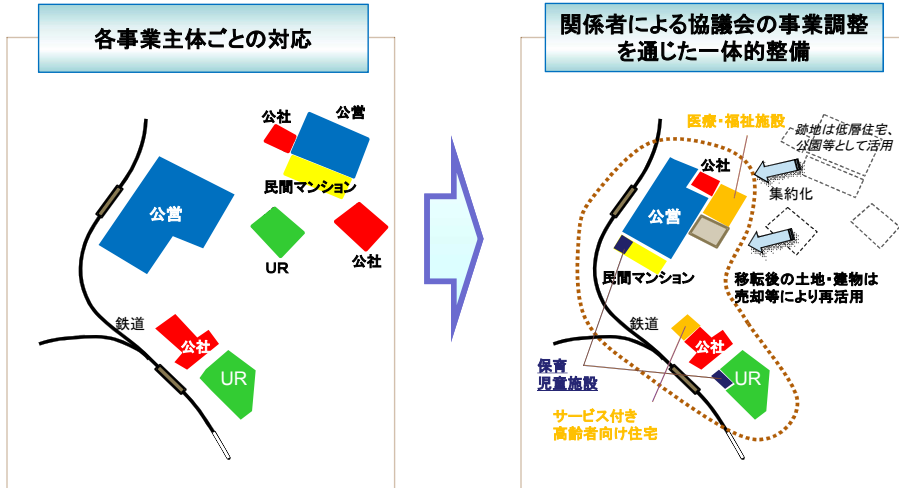 各事業主体ごとの対応
公社
公営
民間マンション
公営
UR
公社
鉄道
公社
UR
関係者による協議会の事業調整
を通じた一体的整備
医療・福祉施設
跡地は低層住宅、
公園等として活用
公社
集約化
公営
民間マンション
移転後の土地・建物は
売却等により再活用
鉄道
公社
保育
児童施設
UR
サービス付き
高齢者向け住宅